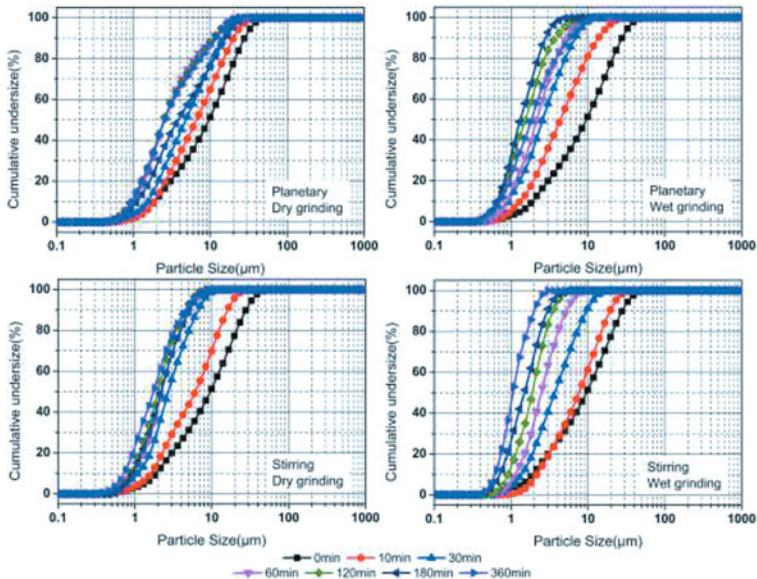 Cumulative undersize(%)
100
80
60
40
20
0
Planetary
Dry grinding
0.1
1
10
100
1000
Particle Size(μm)
Cumulative undersize(%)
100
80
60
40
20
0
Planetary
Wet grinding
0.1
1
10
100
1000
Particle Size(μm)
Cumulative undersize(%)
100
80
60
40
20
0
Stirring
Dry grinding
0.1
1
10
100
1000
Particle Size(μm)
Cumulative undersize(%)
100
80
60
40
20
0
Stirring
Wet grinding
0.1
1
10
100
1000
Particle Size(μm)
0min 10min 30min
60min 120min 180min 360min